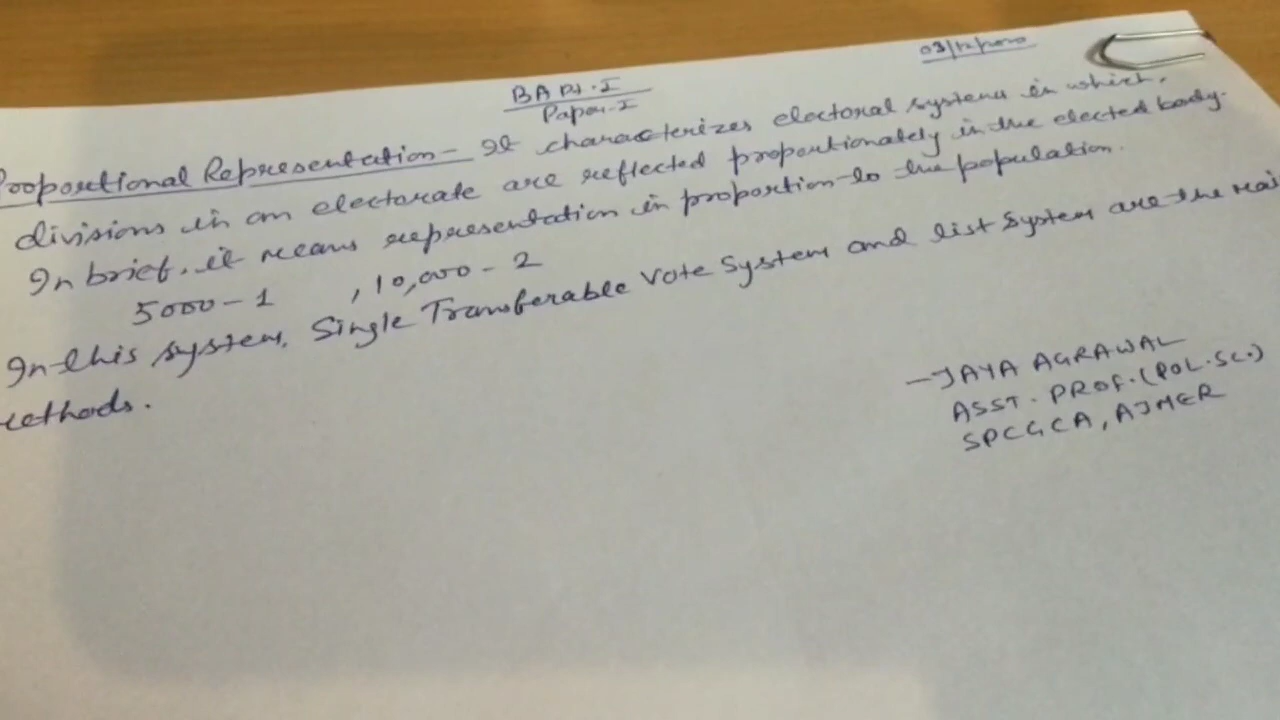 03/12/2020
BA Pt. I
Paper-I
Proportional Representation - It characterizes electoral systems in which,
divisions in an electorate are reflected proportionately in the elected body.
In brief, it means representation in proportion to the population.
5000-1 , 10,000-2
In this system, Single Transferable Vote System and list System are the
methods.
-JAYA AGRAWAL
ASST. PROF. (POL.SC.)
SPCGCA, AJMER